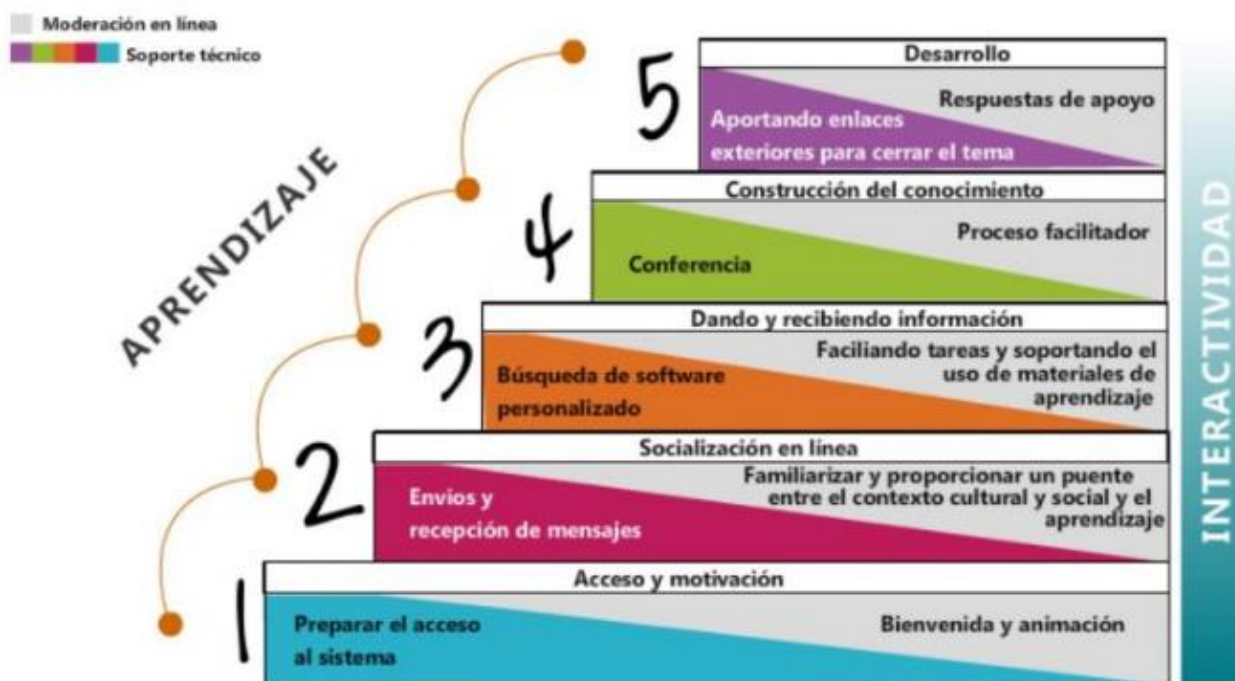 Moderación en línea
Soporte técnico
APRENDIZAJE
INTERACTIVIDAD
5
Desarrollo
Respuestas de apoyo
Aportando enlaces
exteriores para cerrar el tema
4
Construcción del conocimiento
Proceso facilitador
Conferencia
3
Dando y recibiendo información
Faciliando tareas y soportando el
uso de materiales de
aprendizaje
Búsqueda de software
personalizado
2
Socialización en línea
Familiarizar y proporcionar un puente
entre el contexto cultural y social y el
aprendizaje
Envios y
recepción de mensajes
1
Acceso y motivación
Preparar el acceso
al sistema
Bienvenida y animación